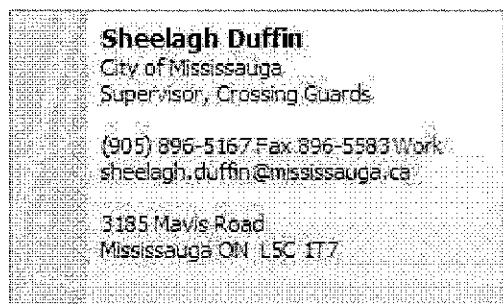 Sheelagh Duffin
City of Mississauga
Supervisor, Crossing Guards
(905) 896-5167 Fax 896-5583 Work
sheelagh.duffin@mississauga.ca
3185 Mavis Road
Mississauga ON L5C 1T7